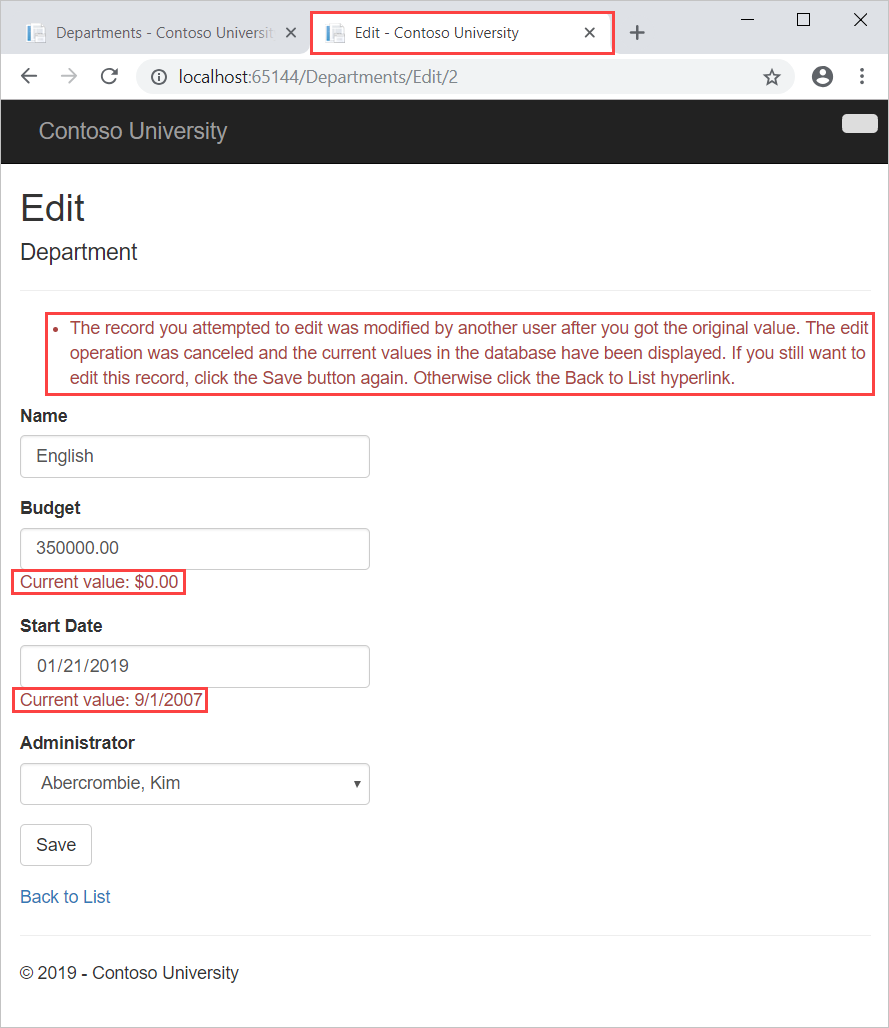 Departments - Contoso Universit
Edit - Contoso University
localhost:65144/Departments/Edit/2
Contoso University
Edit
Department
• The record you attempted to edit was modified by another user after you got the original value. The edit
operation was canceled and the current values in the database have been displayed. If you still want to
edit this record, click the Save button again. Otherwise click the Back to List hyperlink.
Name
English
Budget
350000.00
Current value: $0.00
Start Date
01/21/2019
Current value: 9/1/2007
Administrator
Abercrombie, Kim
Save
Back to List
© 2019 - Contoso University